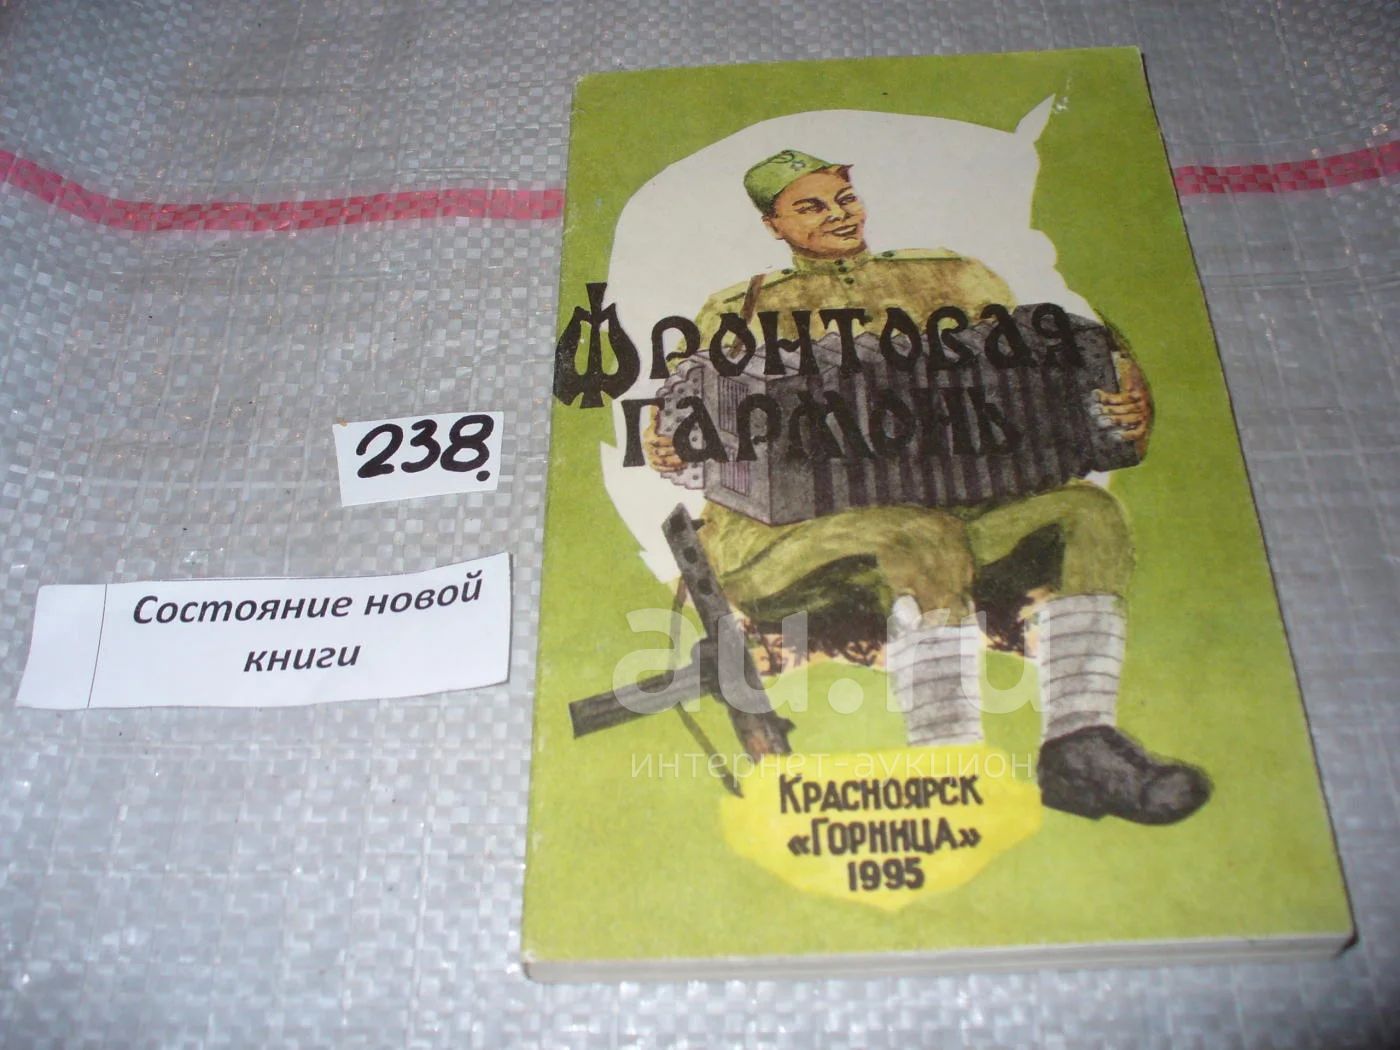 Фронтовая
гармонь
238.
Состояние новой
книги
au.ru
интернет-аукцион
Красноярск
«Горница»
1995